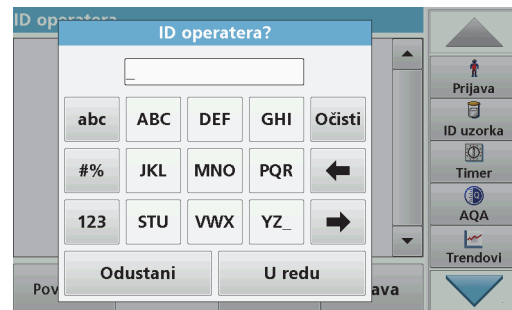 ID operatera
ID operatera?
_
abc ABC DEF GHI Očisti
#% JKL MNO PQR
123 STU VWX YZ_
Odustani U redu
Pov ava
Prijava
ID uzorka
Timer
AQA
Trendovi